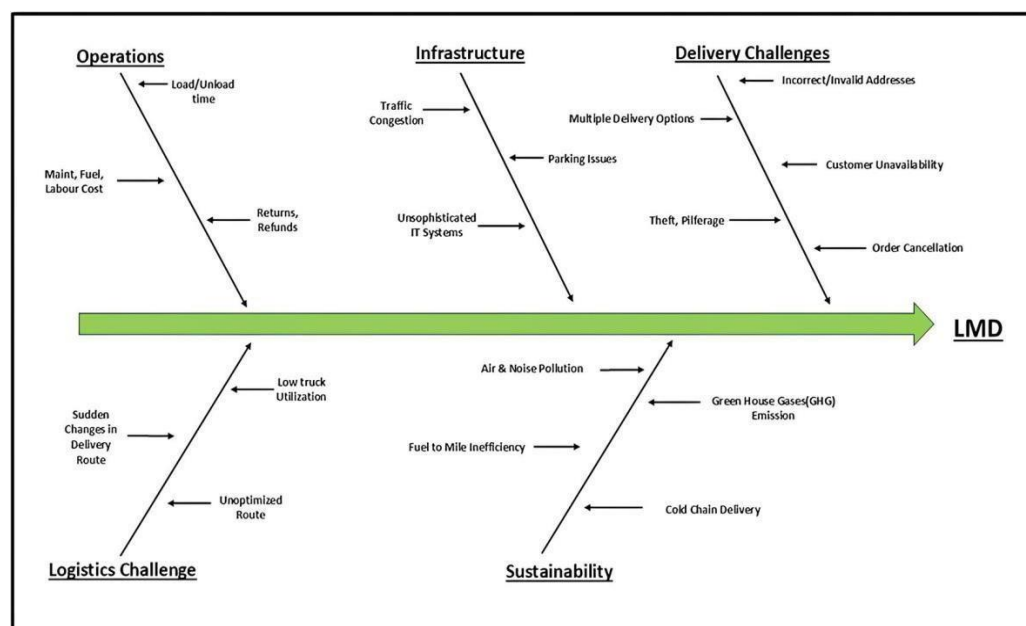 Operations
Infrastructure
Delivery Challenges
Load/Unload
time
Maint, Fuel,
Labour Cost
Returns,
Refunds
Traffic
Congestion
Parking Issues
Unsophisticated
IT Systems
Incorrect/Invalid Addresses
Multiple Delivery Options
Customer Unavailability
Theft, Pilferage
Order Cancellation
LMD
Low truck
Utilization
Sudden
Changes in
Delivery
Route
Unoptimized
Route
Logistics Challenge
Air & Noise Pollution
Green House Gases(GHG)
Emission
Fuel to Mile Inefficiency
Cold Chain Delivery
Sustainability